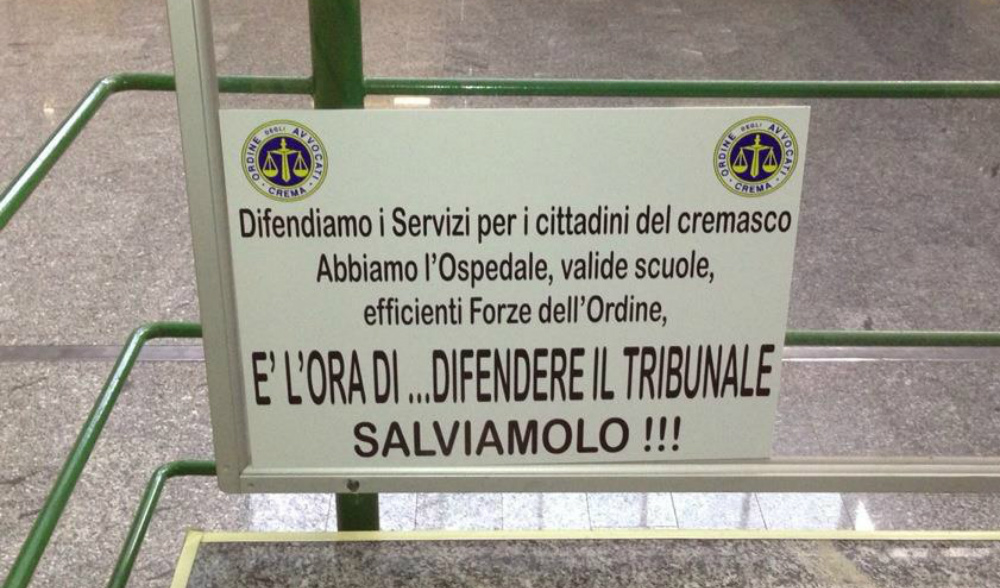 ORDINE DEGLI AVVOCATI · CREMA ·
ORDINE DEGLI AVVOCATI · CREMA ·
Difendiamo i Servizi per i cittadini del cremasco
Abbiamo l'Ospedale, valide scuole,
efficienti Forze dell'Ordine,
E' L'ORA DI ...DIFENDERE IL TRIBUNALE
SALVIAMOLO !!!